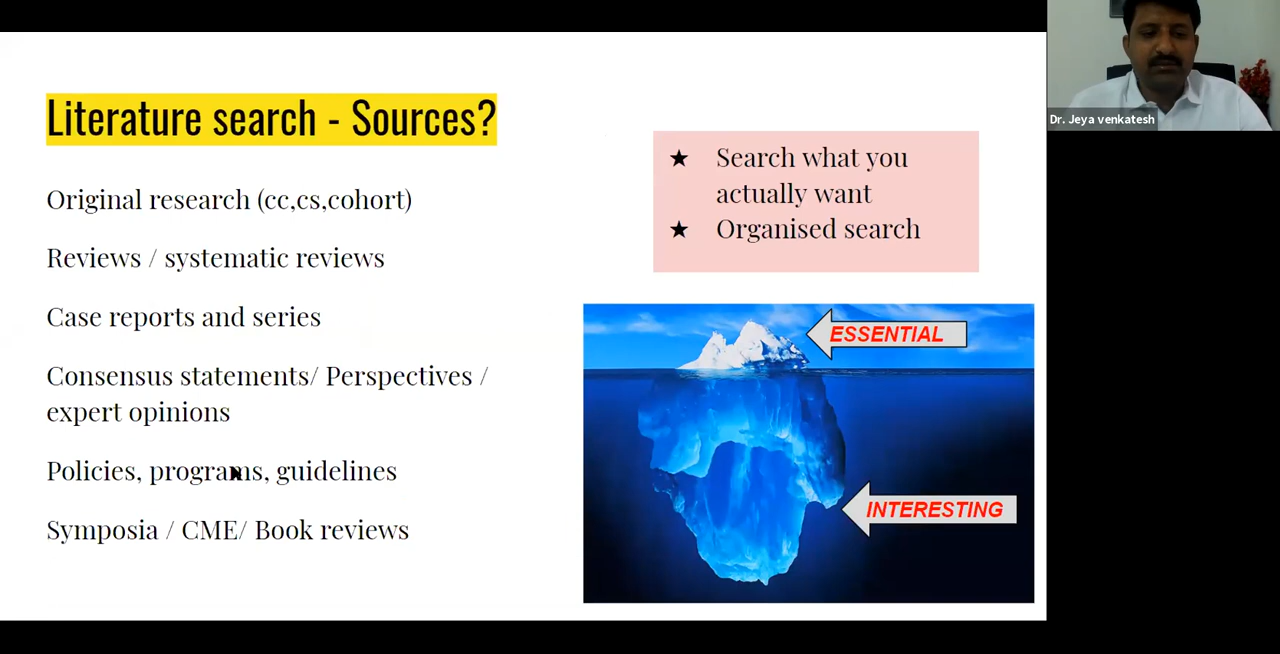 Literature search - Sources?
Original research (cc,cs,cohort)
Reviews / systematic reviews
Case reports and series
Consensus statements/ Perspectives /
expert opinions
Policies, programs, guidelines
Symposia / CME/ Book reviews
★ Search what you
actually want
★ Organised search
ESSENTIAL
INTERESTING
Dr. Jeya venkatesh